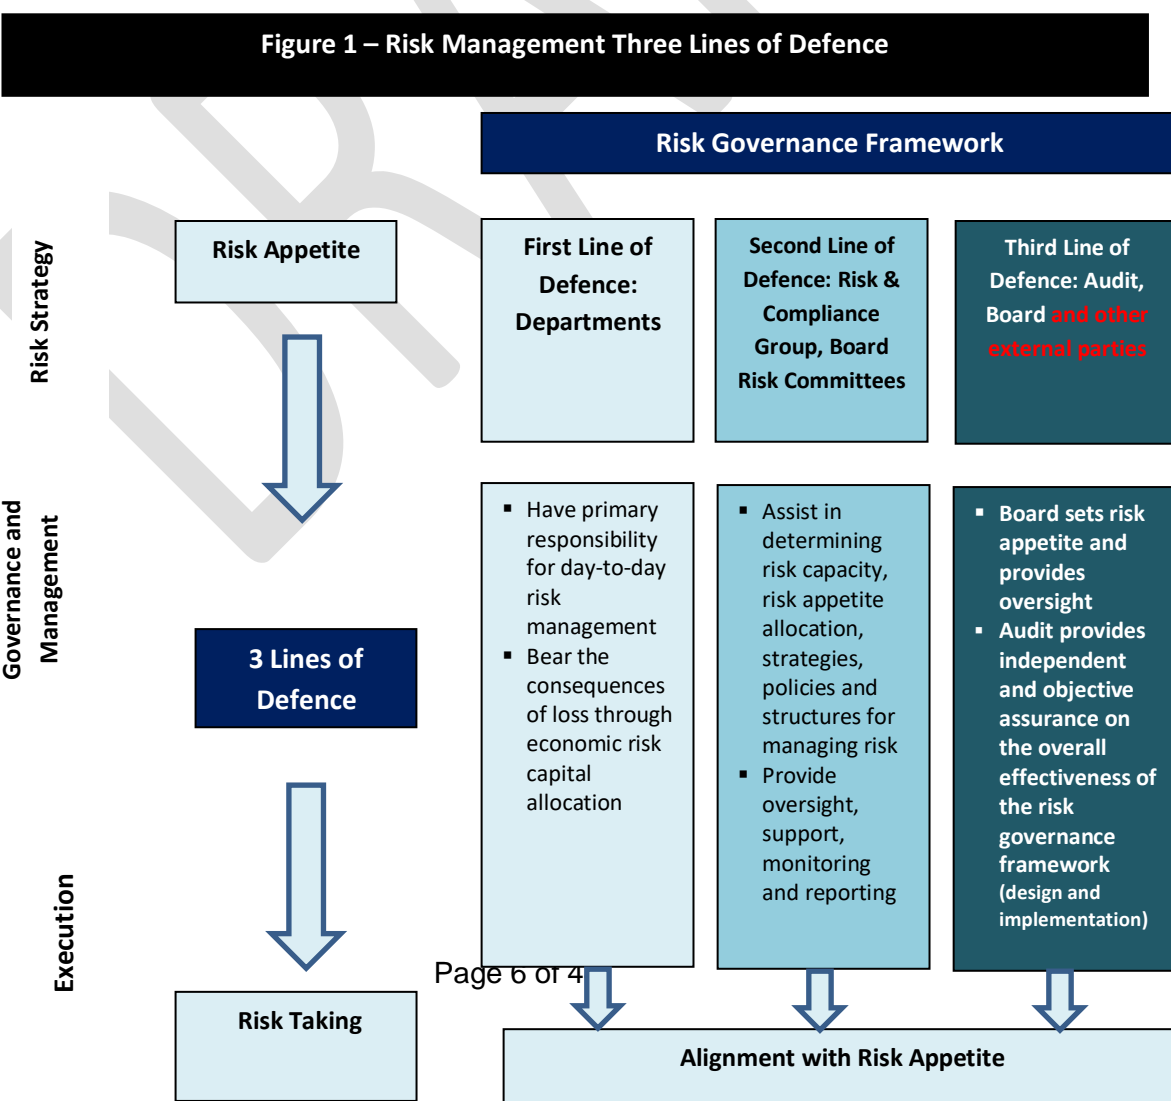 Figure 1 – Risk Management Three Lines of Defence
Risk Governance Framework
Risk Strategy
Risk Appetite
First Line of
Defence:
Departments
Second Line of
Defence: Risk &
Compliance
Group, Board
Risk Committees
Third Line of
Defence: Audit,
Board and other
external parties
Governance and
Management
3 Lines of
Defence
▪ Have primary
responsibility
for day-to-day
risk
management
▪ Bear the
consequences
of loss through
economic risk
capital
allocation
▪ Assist in
determining
risk capacity,
risk appetite
allocation,
strategies,
policies and
structures for
managing risk
▪ Provide
oversight,
support,
monitoring
and reporting
▪ Board sets risk
appetite and
provides
oversight
▪ Audit provides
independent
and objective
assurance on
the overall
effectiveness of
the risk
governance
framework
(design and
implementation)
Execution
Page 6 of 4
Risk Taking
Alignment with Risk Appetite